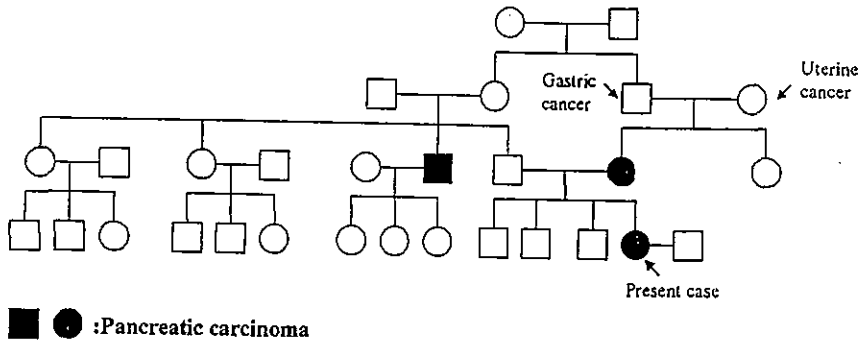 Gastric
cancer
Uterine
cancer
Present case
:Pancreatic carcinoma